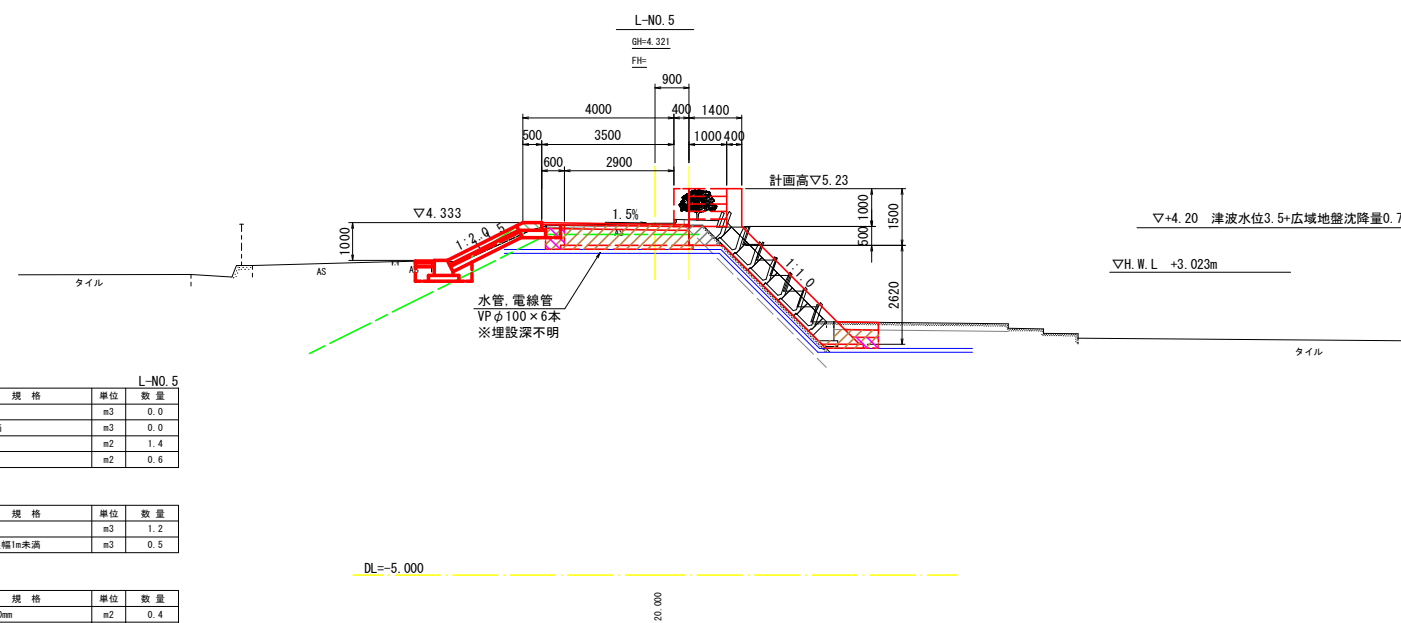 L-NO.5
GH=4.321
FH=
900
4000
400
1400
500
3500
1000
400
600
2900
計画高▽5.23
▽4.333
1.5%
1000
1500
▽+4.20 津波水位3.5+広域地盤沈降量0.7
1000
1:2.0
500
▽H.W.L +3.023m
AS
AS
1:1.0
2620
タイル
水管,電線管
VPφ100×6本
※埋設深不明
タイル
L-NO.5
規 格 単位 数 量
m3 0.0
m3 0.0
m2 1.4
m2 0.6
規 格 単位 数 量
m3 1.2
幅1m未満 m3 0.5
DL=-5.000
規 格 単位 数 量
0mm m2 0.4
20.000